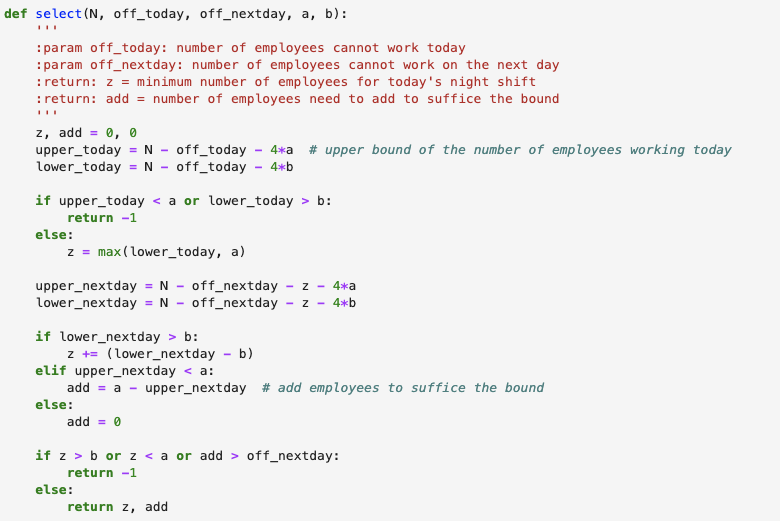 def select(N, off_today, off_nextday, a, b):
    '''
    :param off_today: number of employees cannot work today
    :param off_nextday: number of employees cannot work on the next day
    :return: z = minimum number of employees for today's night shift
    :return: add = number of employees need to add to suffice the bound
    '''
    z, add = 0, 0
    upper_today = N - off_today - 4*a  # upper bound of the number of employees working today
    lower_today = N - off_today - 4*b

    if upper_today < a or lower_today > b:
        return -1
    else:
        z = max(lower_today, a)

    upper_nextday = N - off_nextday - z - 4*a
    lower_nextday = N - off_nextday - z - 4*b

    if lower_nextday > b:
        z += (lower_nextday - b)
    elif upper_nextday < a:
        add = a - upper_nextday  # add employees to suffice the bound
    else:
        add = 0

    if z > b or z < a or add > off_nextday:
        return -1
    else:
        return z, add